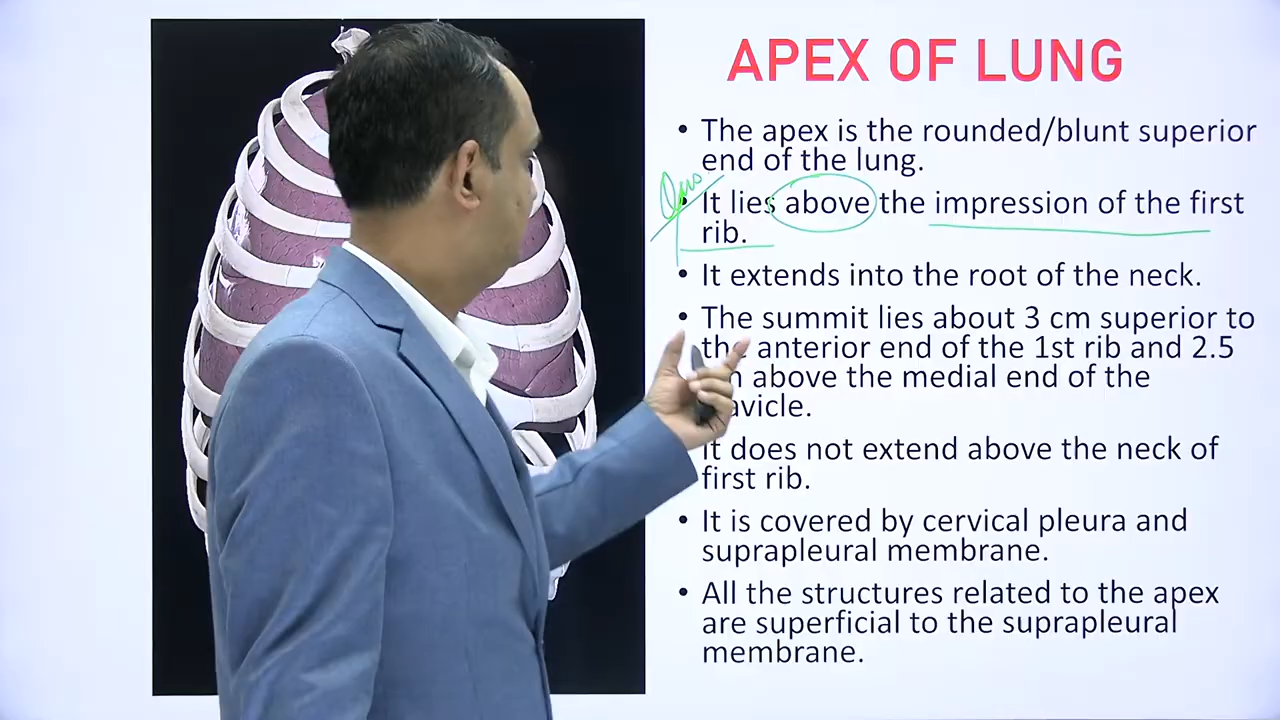 APEX OF LUNG
• The apex is the rounded/blunt superior
end of the lung.
Ques
• It lies above the impression of the first
rib.
• It extends into the root of the neck.
• The summit lies about 3 cm superior to
the anterior end of the 1st rib and 2.5
above the medial end of the
avicle.
It does not extend above the neck of
first rib.
• It is covered by cervical pleura and
suprapleural membrane.
• All the structures related to the apex
are superficial to the suprapleural
membrane.